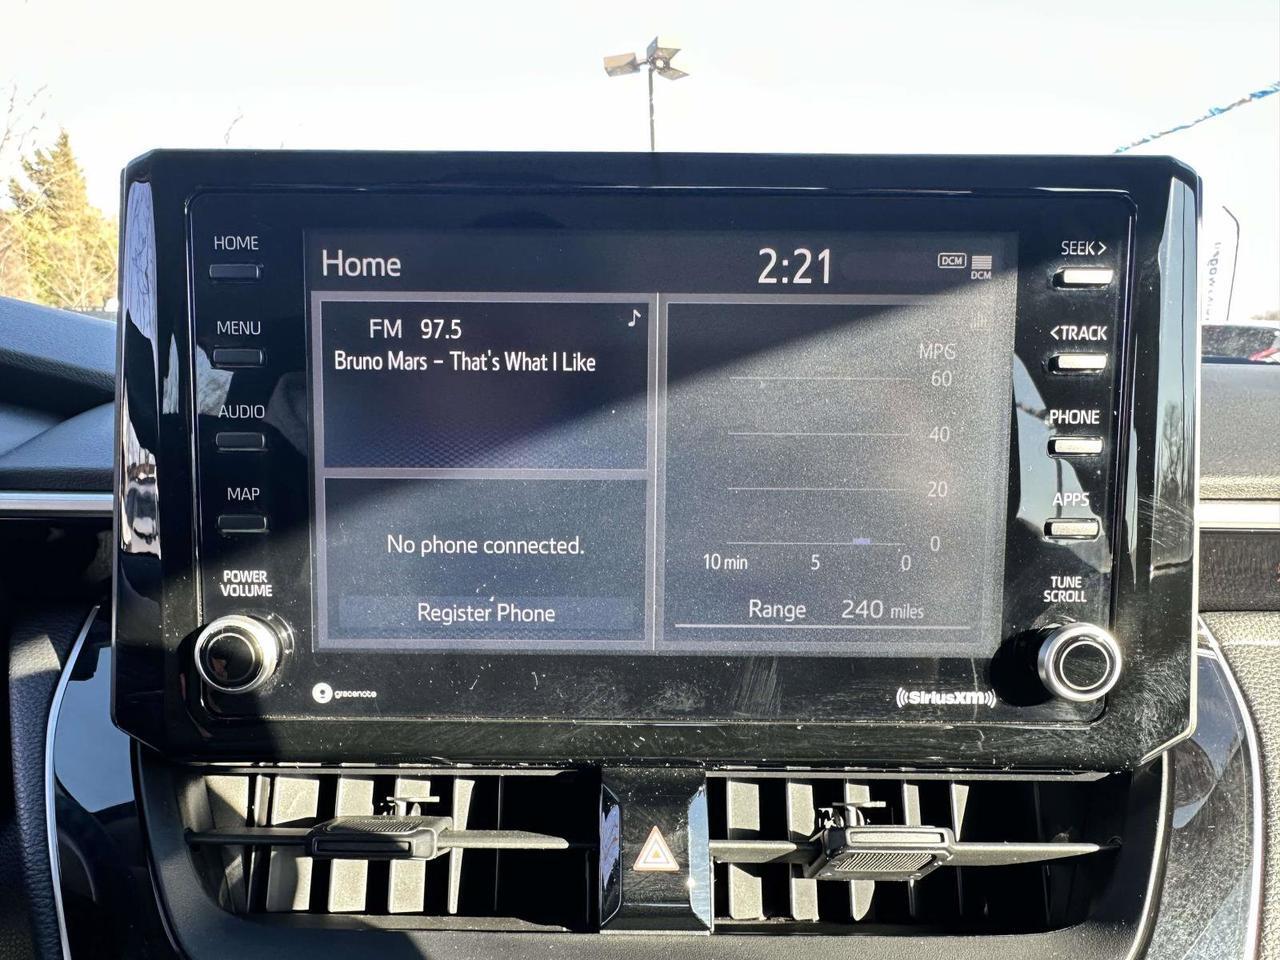 HOME
MENU
AUDIO
MAP
POWER
VOLUME
Home
2:21
DCM
DCM
FM 97.5
Bruno Mars – That's What I Like
No phone connected.
Register Phone
MPG
60
40
20
0
10 min 5 0
Range 240 miles
gracenote
((SiriusXM))
SEEK>
<TRACK
PHONE
APPS
TUNE
SCROLL